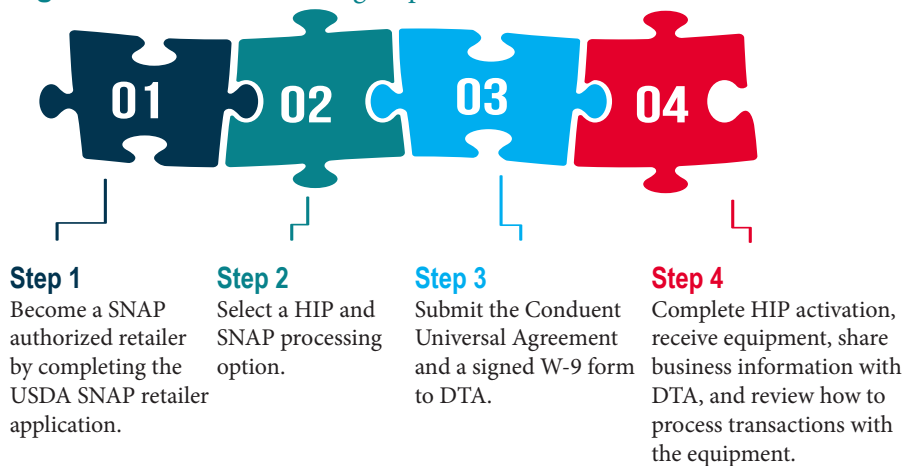 01
02
03
04
Step 1
Become a SNAP
authorized retailer
by completing the
USDA SNAP retailer
application.
Step 2
Select a HIP and
SNAP processing
option.
Step 3
Submit the Conduent
Universal Agreement
and a signed W-9 form
to DTA.
Step 4
Complete HIP activation,
receive equipment, share
business information with
DTA, and review how to
process transactions with
the equipment.